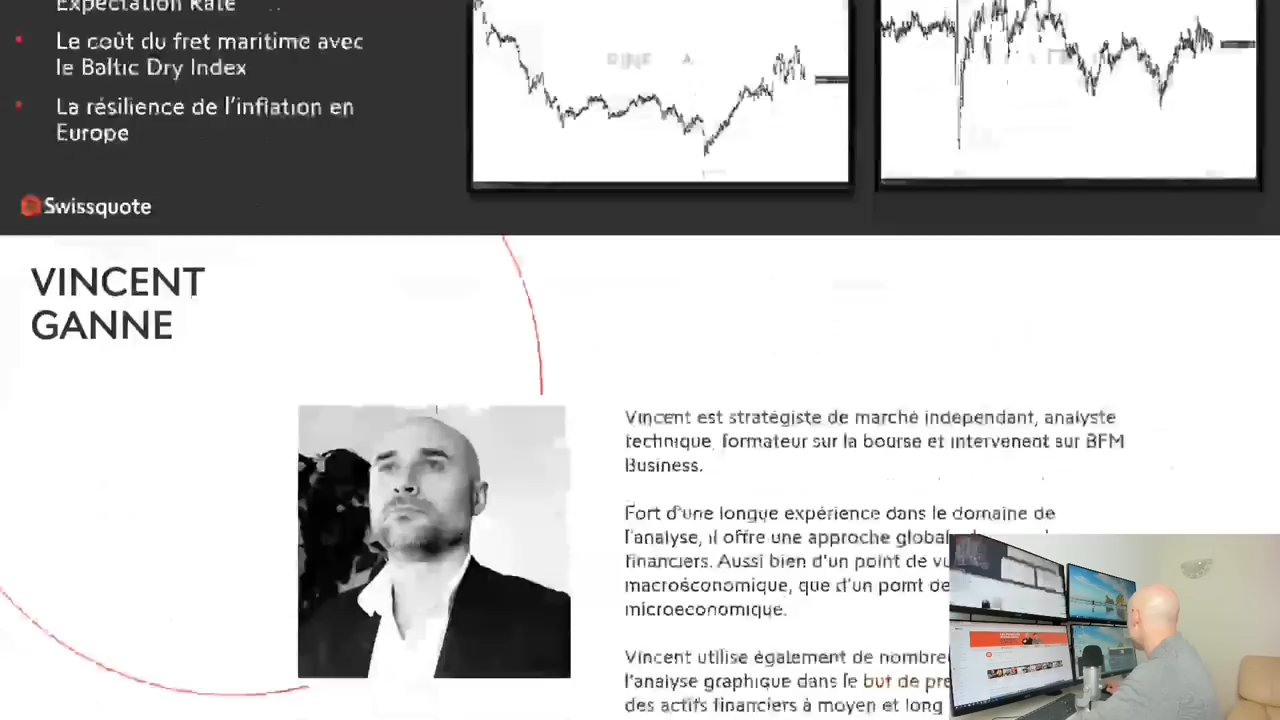 Expectation Rate
Le coût du fret maritime avec
le Baltic Dry Index
La résilience de l'inflation en
Europe
Swissquote
VINCENT
GANNE
Vincent est stratégiste de marché indépendant, analyste
technique, formateur sur la bourse et intervenent sur BFM
Business.
Fort d'une longue expérience dans le domaine de
l'analyse, il offre une approche global
financiers. Aussi bien d'un point de vu
macroéconomique, que d'un point de
microeconomique.
Vincent utilise également de nombre
l'analyse graphique dans le but de pre
des actifs financiers à moyen et long